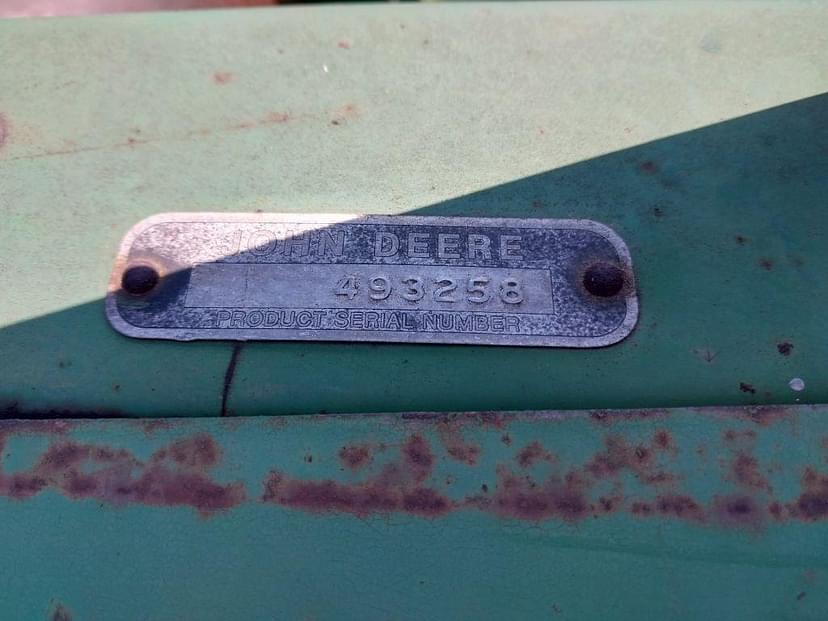 JOHN DEERE
493258
PRODUCT SERIAL NUMBER